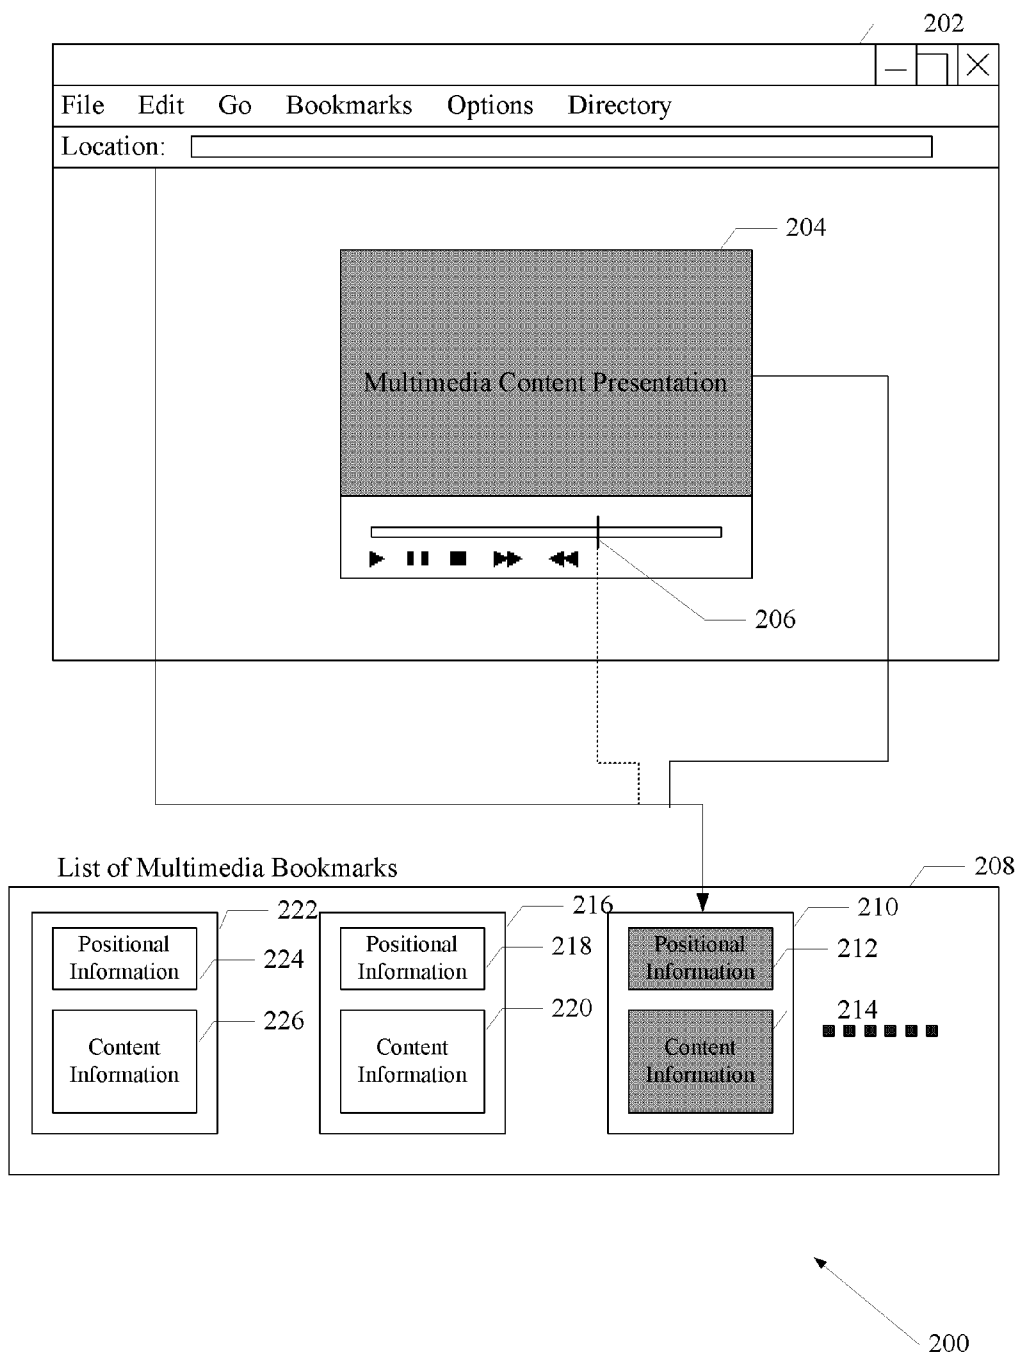 202
File Edit Go Bookmarks Options Directory
Location:
204
Multimedia Content Presentation
206
List of Multimedia Bookmarks
208
222
Positional
Information
224
Content
Information
226
216
Positional
Information
218
Content
Information
220
210
Positional
Information
212
Content
Information
214
200